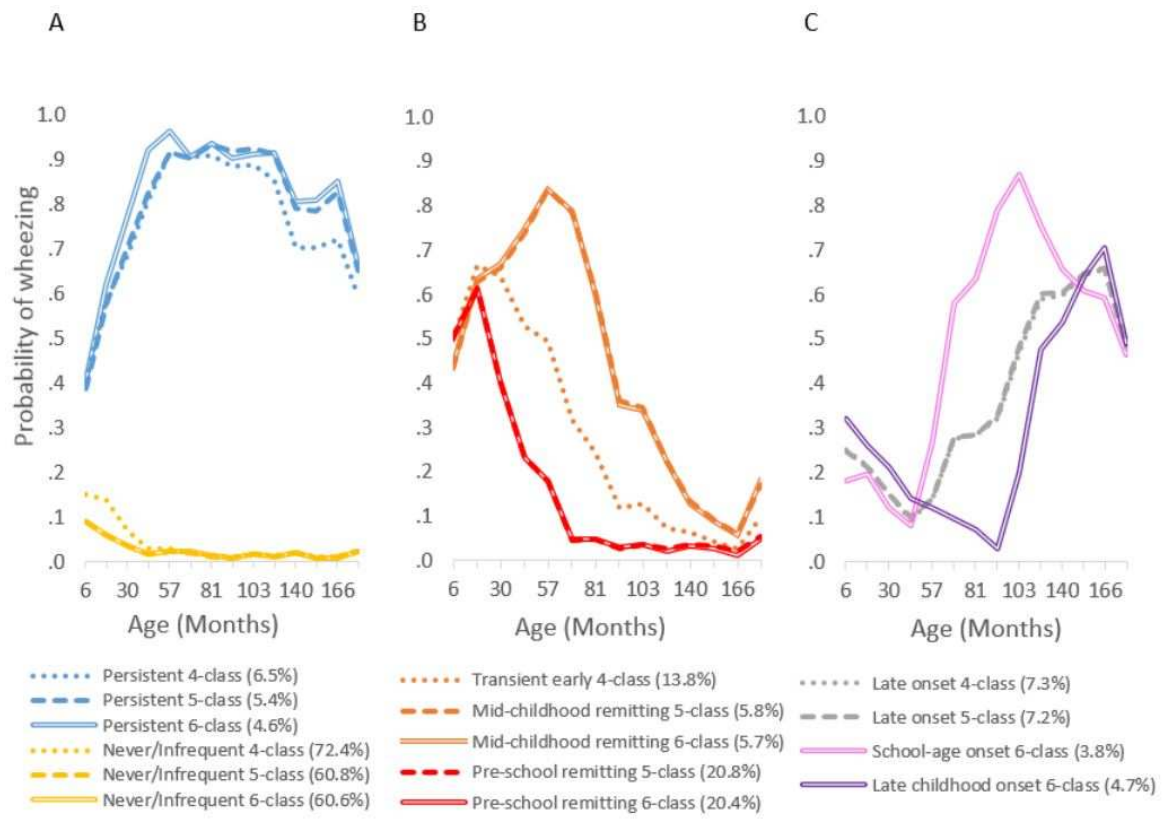 A
B
C
Probability of wheezing
1.0
.9
.8
.7
.6
.5
.4
.3
.2
.1
.0
6 30 57 81 103 140 166
Age (Months)
1.0
.9
.8
.7
.6
.5
.4
.3
.2
.1
.0
6 30 57 81 103 140 166
Age (Months)
1.0
.9
.8
.7
.6
.5
.4
.3
.2
.1
.0
6 30 57 103 140 166
Age (Months)
Persistent 4-class (6.5%)
Persistent 5-class (5.4%)
Persistent 6-class (4.6%)
Never/Infrequent 4-class (72.4%)
Never/Infrequent 5-class (60.8%)
Never/Infrequent 6-class (60.6%)
Transient early 4-class (13.8%)
Mid-childhood remitting 5-class (5.8%)
Mid-childhood remitting 6-class (5.7%)
Pre-school remitting 5-class (20.8%)
Pre-school remitting 6-class (20.4%)
Late onset 4-class (7.3%)
Late onset 5-class (7.2%)
School-age onset 6-class (3.8%)
Late childhood onset 6-class (4.7%)